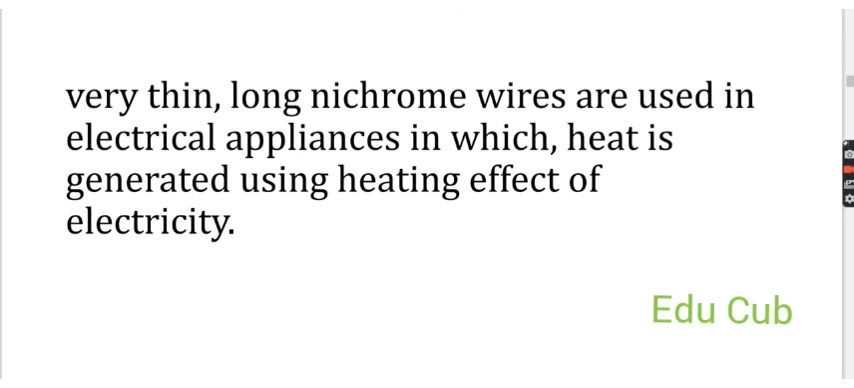 very thin, long nichrome wires are used in
electrical appliances in which, heat is
generated using heating effect of
electricity.
Edu Cub